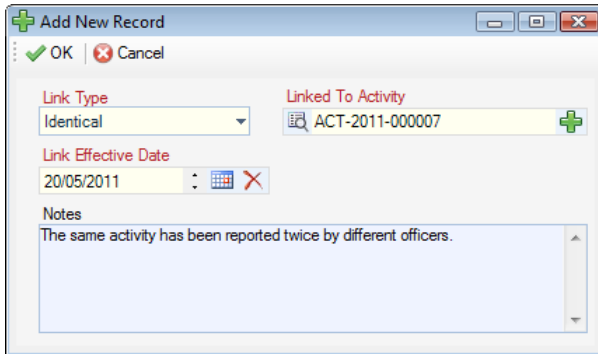 Add New Record
OK Cancel
Link Type Linked To Activity
Identical ACT-2011-000007
Link Effective Date
20/05/2011
Notes
The same activity has been reported twice by different officers.